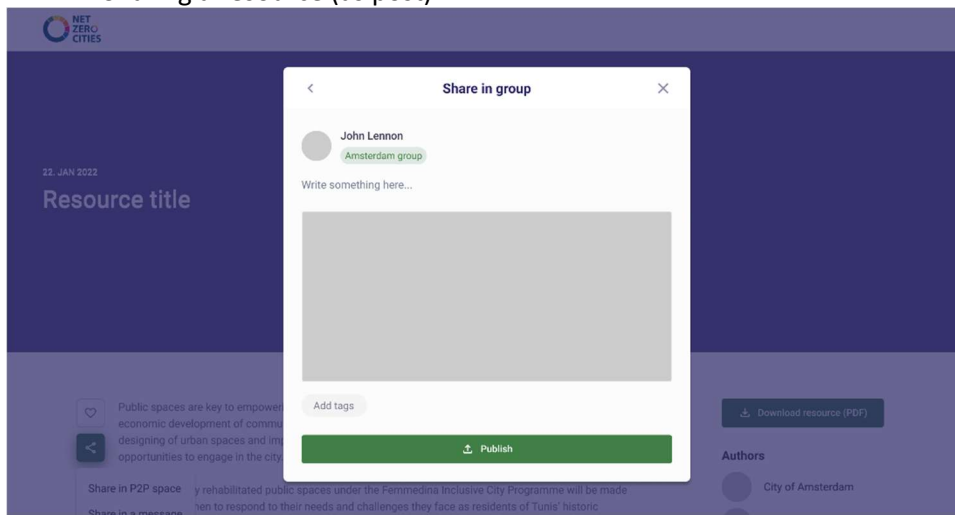 NET
ZERO
CITIES
Share in group
John Lennon
Amsterdam group
22. JAN 2022
Resource title
Write something here...
Add tags
Publish
Public spaces are key to empower
economic development of commu
designing of urban spaces and imp
opportunities to engage in the city.
Download resource (PDF)
Authors
City of Amsterdam
Share in P2P space
Share in a message
y rehabilitated public spaces under the Femmedina Inclusive City Programme will be made
hen to respond to their needs and challenges they face as residents of Tunis' historic